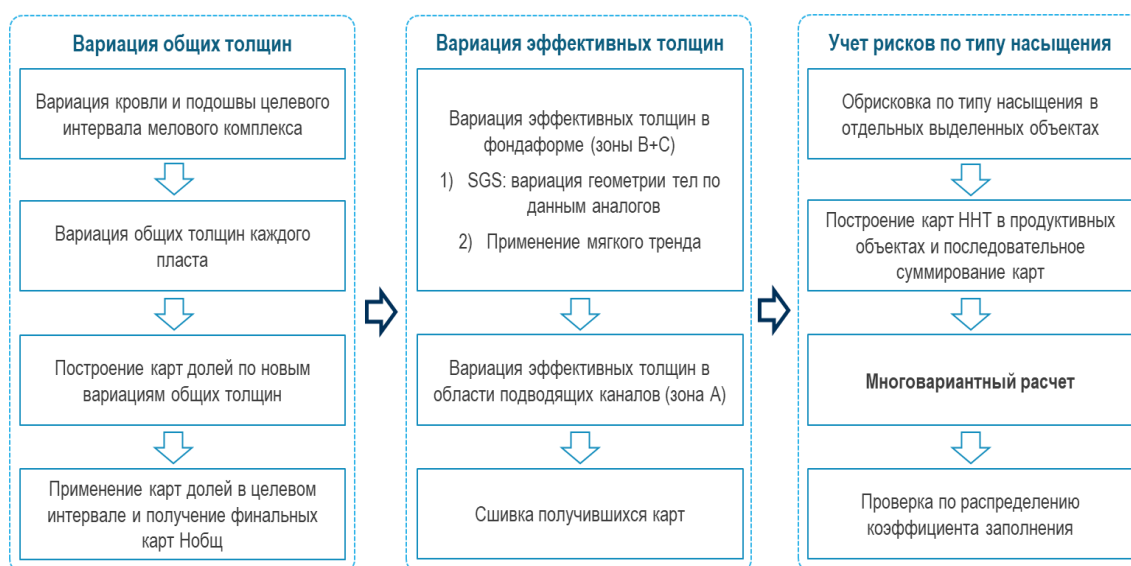 Вариация общих толщин
Вариация кровли и подошвы целевого
интервала мелового комплекса
Вариация общих толщин каждого
пласта
Построение карт долей по новым
вариациям общих толщин
Применение карт долей в целевом
интервале и получение финальных
карт Нобщ
Вариация эффективных толщин
Вариация эффективных толщин в
фондаформе (зоны В+С)
1) SGS: вариация геометрии тел по
данным аналогов
2) Применение мягкого тренда
Вариация эффективных толщин в
области подводящих каналов (зона А)
Сшивка получившихся карт
Учет рисков по типу насыщения
Обрисовка по типу насыщения в
отдельных выделенных объектах
Построение карт ННТ в продуктивных
объектах и последовательное
суммирование карт
Многовариантный расчет
Проверка по распределению
коэффициента заполнения